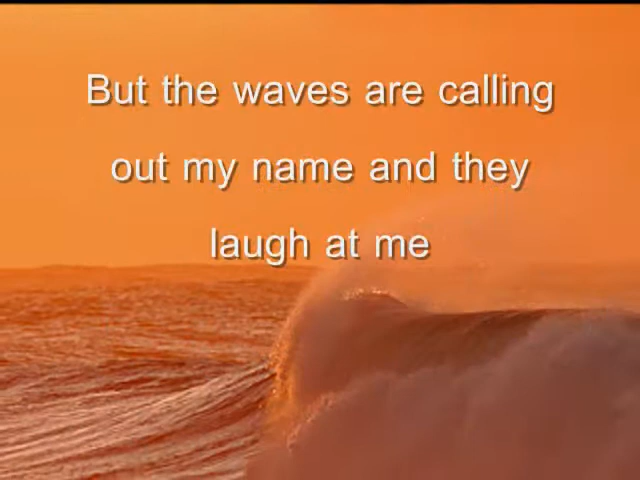 But the waves are calling
out my name and they
laugh at me